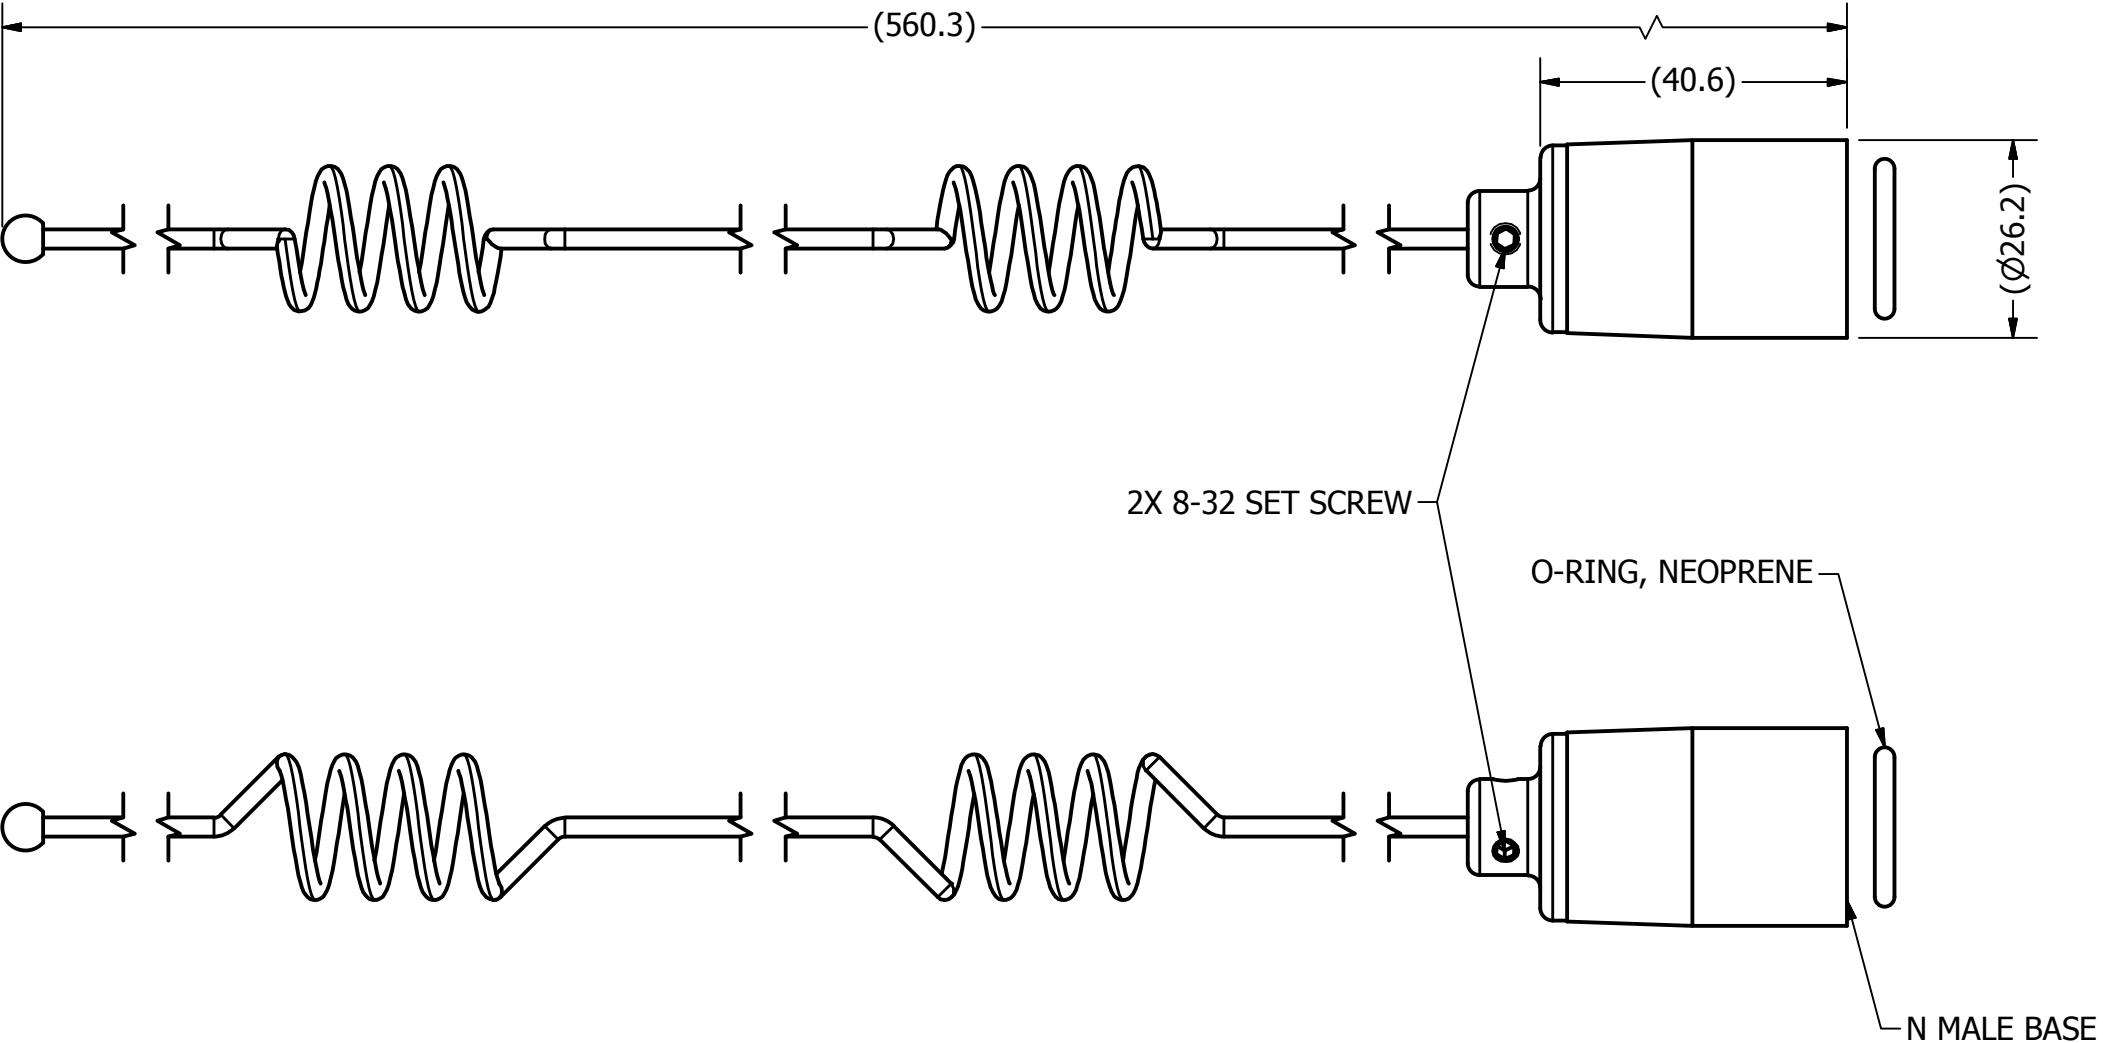 (560.3)
(40.6)
(Ø26.2)
2X 8-32 SET SCREW
O-RING, NEOPRENE
N MALE BASE